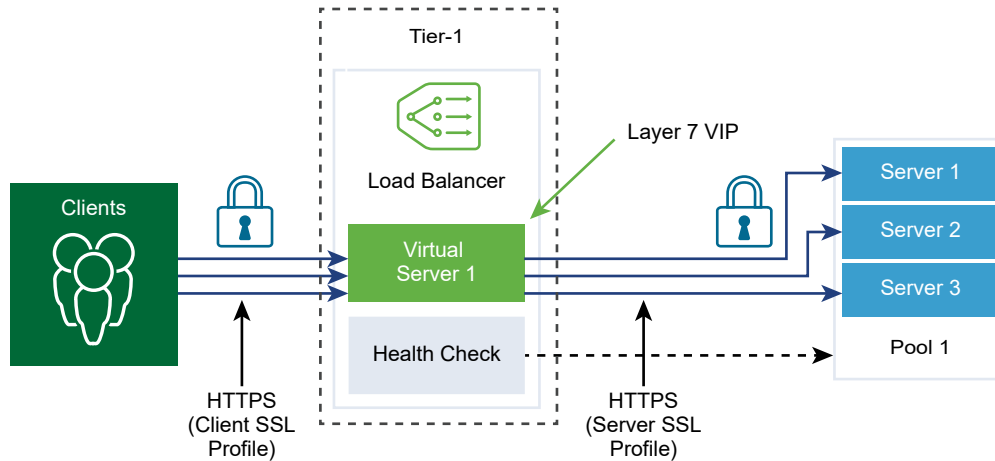 Tier-1
Layer 7 VIP
Load Balancer
Clients
Virtual
Server 1
Health Check
Server 1
Server 2
Server 3
Pool 1
HTTPS
(Client SSL
Profile)
HTTPS
(Server SSL
Profile)